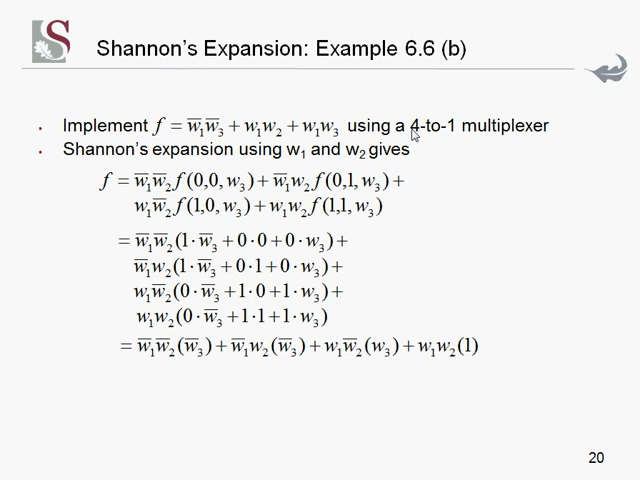 S
Shannon's Expansion: Example 6.6 (b)
• Implement f = w̅₁w̅₃ + w₁w₂ + w₁w₃ using a 4-to-1 multiplexer
• Shannon's expansion using w₁ and w₂ gives
f = w̅₁w̅₂f(0,0,w₃) + w̅₁w₂f(0,1,w₃) +
w₁w̅₂f(1,0,w₃) + w₁w₂f(1,1,w₃)
= w̅₁w̅₂(1·w̅₃ + 0·0 + 0·w₃) +
w̅₁w₂(1·w̅₃ + 0·1 + 0·w₃) +
w₁w̅₂(0·w̅₃ + 1·0 + 1·w₃) +
w₁w₂(0·w̅₃ + 1·1 + 1·w₃)
= w̅₁w̅₂(w̅₃) + w̅₁w₂(w̅₃) + w₁w̅₂(w₃) + w₁w₂(1)
20